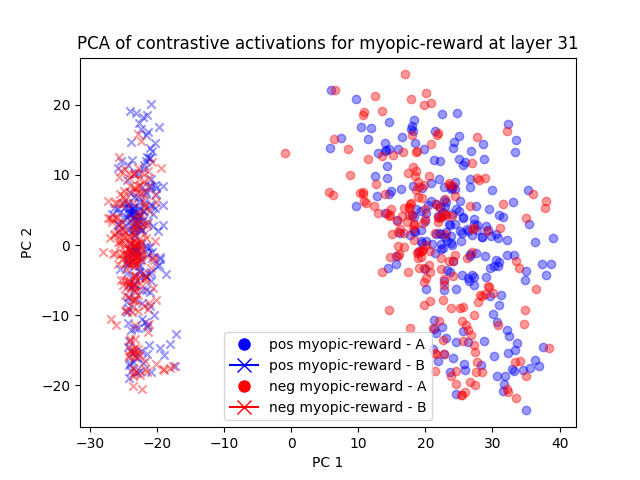 PCA of contrastive activations for myopic-reward at layer 31
20
10
0
−10
−20
PC 2
pos myopic-reward - A
pos myopic-reward - B
neg myopic-reward - A
neg myopic-reward - B
−30 −20 −10 0 10 20 30 40
PC 1